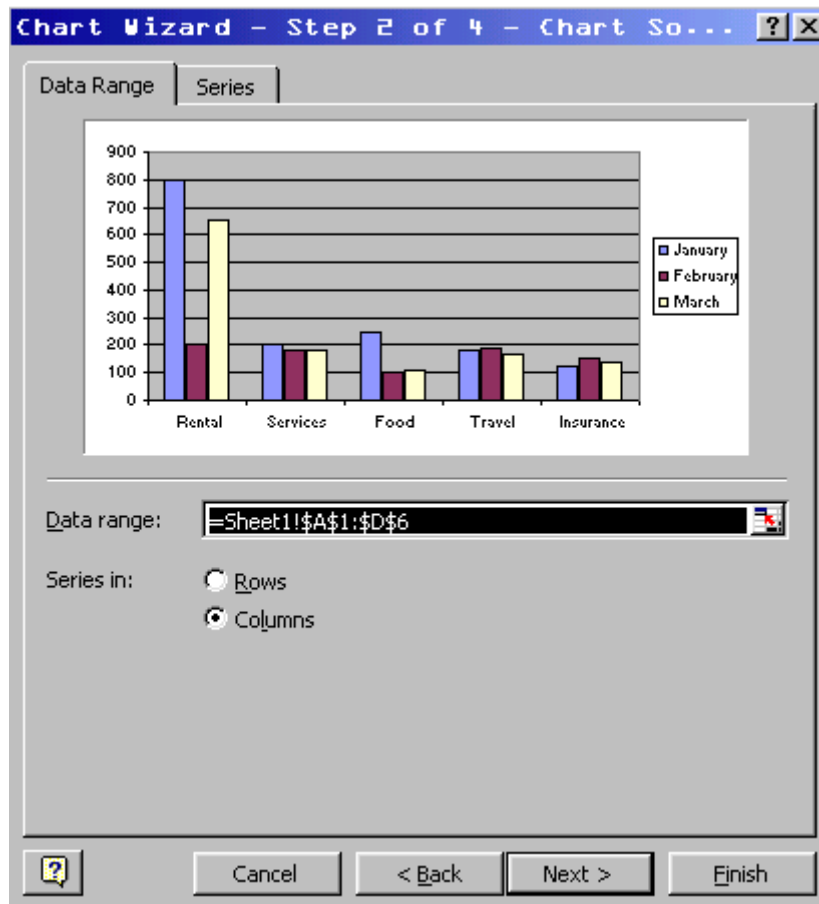 Chart Wizard - Step 2 of 4 - Chart So... ? ×
Data Range Series
900
800
700
600
500
400
300
200
100
0
Rental Services Food Travel Insurance
January
February
March
Data range: =Sheet1!$A$1:$D$6
Series in: Rows
Columns
? Cancel < Back Next > Finish